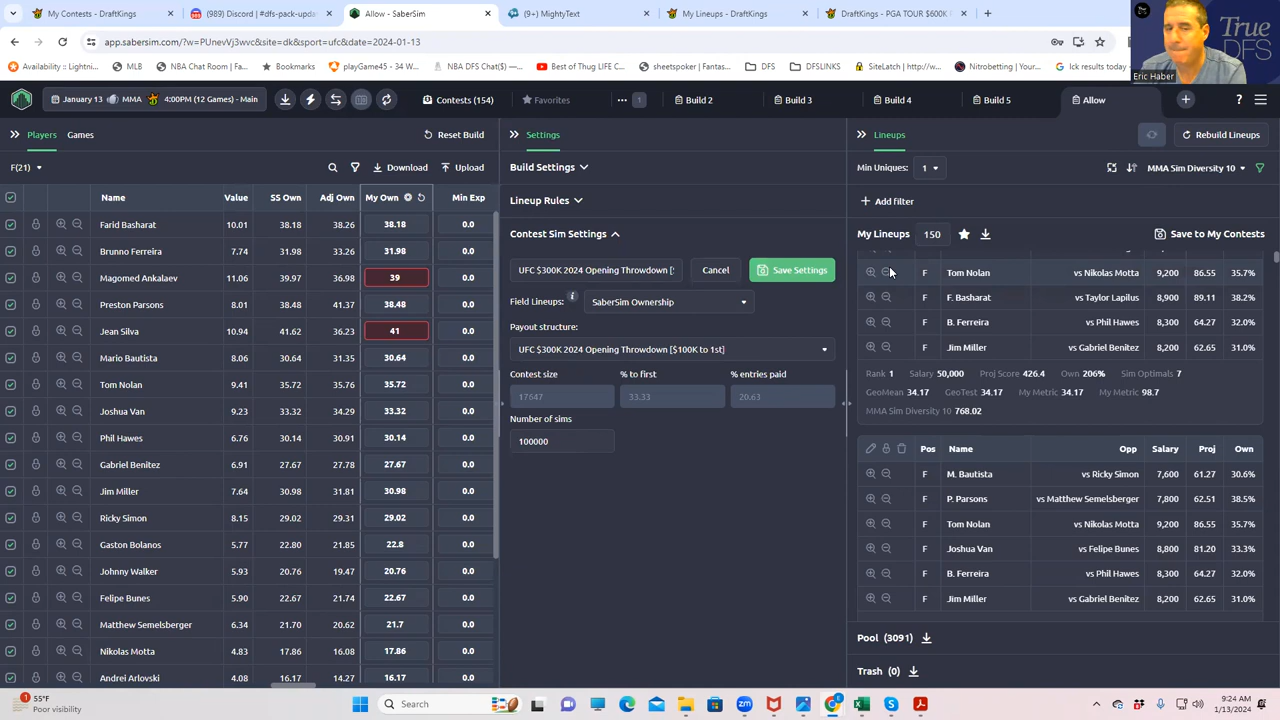 My Contests - DraftKings
(989) Discord | #dfs-pack-updat
Allow - SaberSim
(9) MightyText
My Lineups - DraftKings
DraftKings - PGA TOUR $600K
app.sabersim.com/?w=PUnevVj3wvc&site=dk&sport=ufc&date=2024-01-13
Availability :: Lightni...
MLB
NBA Chat Room | Fa...
Bookmarks
playGame45 - 34 W...
NBA DFS Chat($) —...
Best of Thug LIFE C...
sheetspoker | Poste...
DFS
DFSLINKS
SiteLatch | http://w...
Nitrobetting | Your...
Ick results today...
True
DFS
Eric Haber
January 13 MMA 4:00PM (12 Games) - Main
Contests (154)
Favorites
... 1
Build 2
Build 3
Build 4
Build 5
Allow
Players Games
Reset Build
Settings
Lineups
Rebuild Lineups
F(21)
Download
Upload
Build Settings
Min Uniques: 1
MMA Sim Diversity 10
Name Value SS Own Adj Own My Own Min Exp
Lineup Rules
Add filter
Farid Basharat 10.01 38.18 38.26 38.18 0.0
Brunno Ferreira 7.74 31.98 33.26 31.98 0.0
Magomed Ankalaev 11.06 39.97 36.98 39 0.0
Preston Parsons 8.04 38.48 41.37 38.48 0.0
Jean Silva 10.94 41.62 36.23 41 0.0
Mario Bautista 8.06 30.64 31.35 30.64 0.0
Tom Nolan 9.41 35.72 35.76 35.72 0.0
Joshua Van 9.23 33.32 34.29 33.32 0.0
Phil Hawes 6.76 30.14 30.91 30.14 0.0
Gabriel Benitez 6.91 27.67 27.78 27.67 0.0
Jim Miller 7.64 30.98 31.81 30.98 0.0
Ricky Simon 8.15 29.02 29.31 29.02 0.0
Gaston Bolanos 5.77 22.80 21.85 22.8 0.0
Johnny Walker 5.93 20.76 19.47 20.76 0.0
Felipe Bunes 5.90 22.67 21.74 22.67 0.0
Matthew Semelsberger 6.34 21.70 20.62 21.7 0.0
Nikolas Motta 4.83 17.86 16.08 17.86 0.0
Andrei Arlovski 4.08 16.17 14.27 16.17 0.0
Contest Sim Settings
UFC $300K 2024 Opening Throwdown [
Cancel
Save Settings
Field Lineups:
SaberSim Ownership
Payout structure:
UFC $300K 2024 Opening Throwdown [$100K to 1st]
Contest size % to first % entries paid
17647 33.33 20.63
Number of sims
100000
My Lineups 150
Save to My Contests
F Tom Nolan vs Nikolas Motta 9,200 86.55 35.7%
F F. Basharat vs Taylor Lapilus 8,900 89.11 38.2%
F B. Ferreira vs Phil Hawes 8,300 64.27 32.0%
F Jim Miller vs Gabriel Benitez 8,200 62.65 31.0%
Rank 1 Salary 50,000 Proj Score 426.4 Own 206% Sim Optimals 7
GeoMean 34.17 GeoTest 34.17 My Metric 34.17 My Metric 98.7
MMA Sim Diversity 10 768.02
Pos Name Opp Salary Proj Own
F M. Bautista vs Ricky Simon 7,600 61.27 30.6%
F P. Parsons vs Matthew Semelsberger 7,800 62.51 38.5%
F Tom Nolan vs Nikolas Motta 9,200 86.55 35.7%
F Joshua Van vs Felipe Bunes 8,800 81.20 33.3%
F B. Ferreira vs Phil Hawes 8,300 64.27 32.0%
F Jim Miller vs Gabriel Benitez 8,200 62.65 31.0%
Pool (3091)
Trash (0)
1
55°F
Poor visibility
Search
9:24 AM
1/13/2024